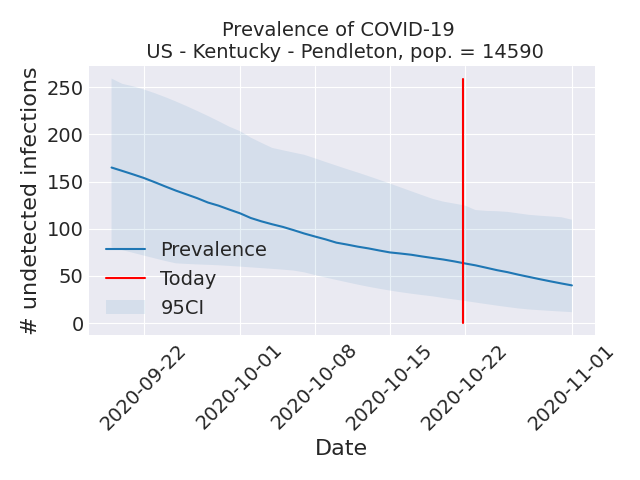 Prevalence of COVID-19
US - Kentucky - Pendleton, pop. = 14590
# undetected infections
250
200
150
100
50
0
Prevalence
Today
95CI
2020-09-22
2020-10-01
2020-10-08
2020-10-15
2020-10-22
2020-11-01
Date